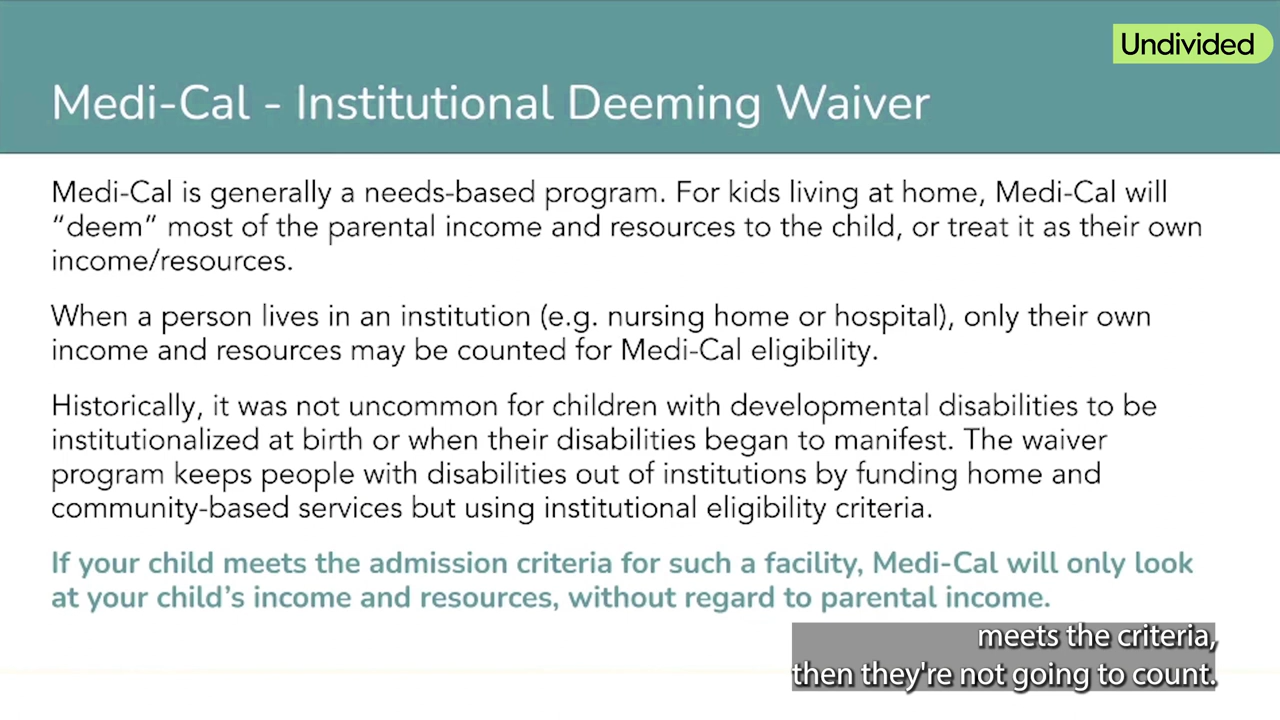 Undivided
Medi-Cal - Institutional Deeming Waiver
Medi-Cal is generally a needs-based program. For kids living at home, Medi-Cal will
“deem” most of the parental income and resources to the child, or treat it as their own
income/resources.
When a person lives in an institution (e.g. nursing home or hospital), only their own
income and resources may be counted for Medi-Cal eligibility.
Historically, it was not uncommon for children with developmental disabilities to be
institutionalized at birth or when their disabilities began to manifest. The waiver
program keeps people with disabilities out of institutions by funding home and
community-based services but using institutional eligibility criteria.
If your child meets the admission criteria for such a facility, Medi-Cal will only look
at your child’s income and resources, without regard to parental income.
meets the criteria,
then they're not going to count.